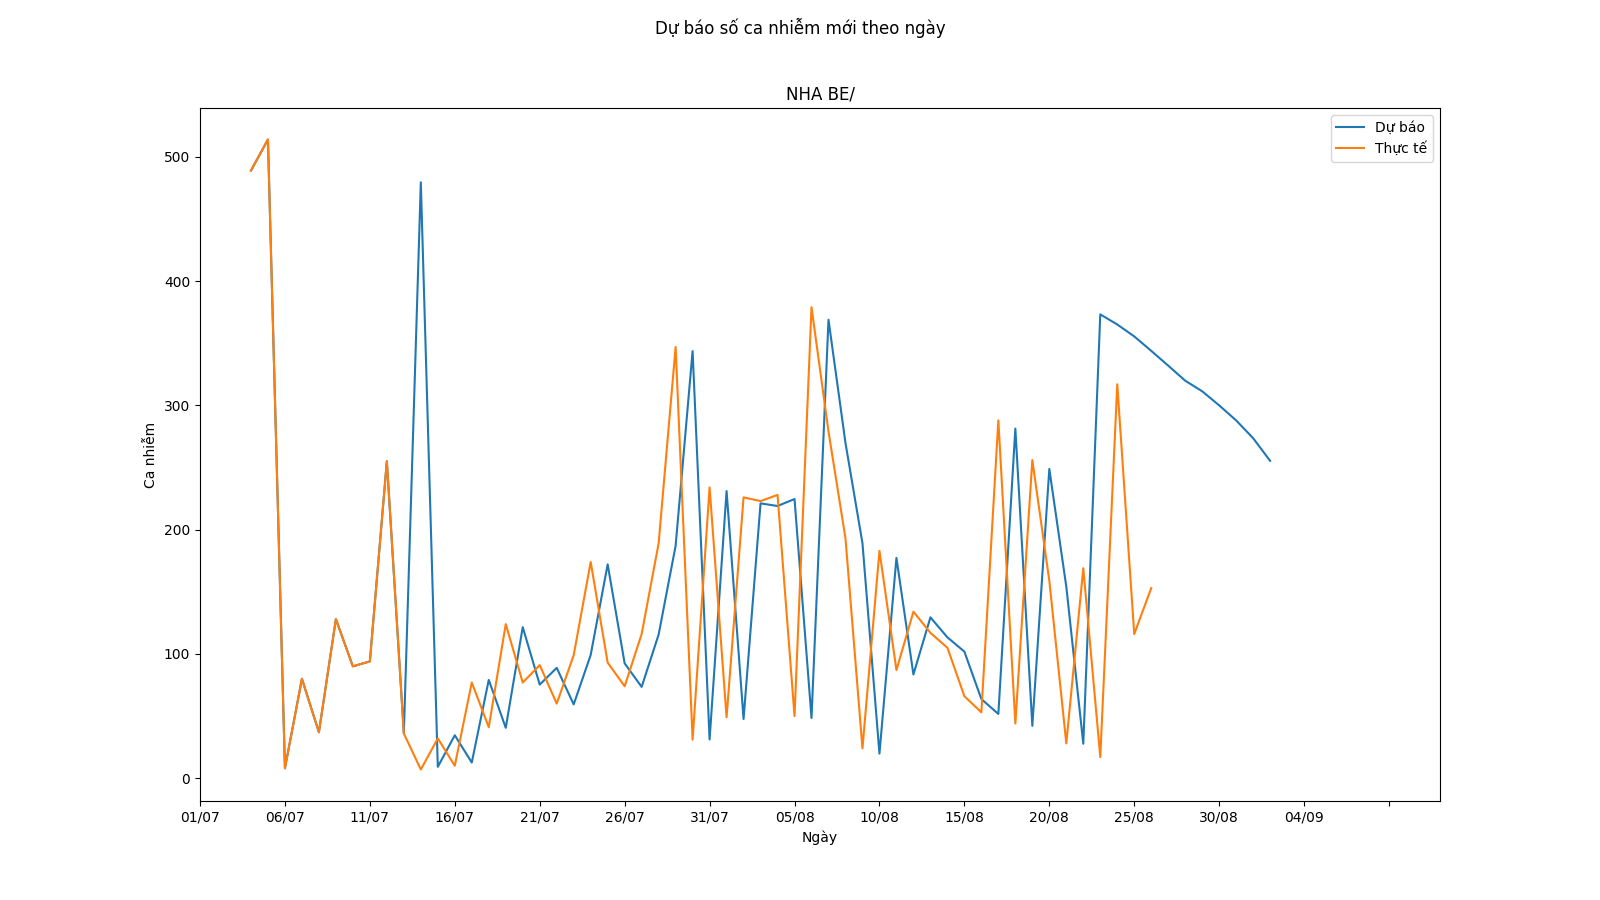 Dự báo số ca nhiễm mới theo ngày
NHA BE/
Dự báo
Thực tế
500
400
300
200
100
0
Ca nhiễm
01/07 06/07 11/07 16/07 21/07 26/07 31/07 05/08 10/08 15/08 20/08 25/08 30/08 04/09
Ngày